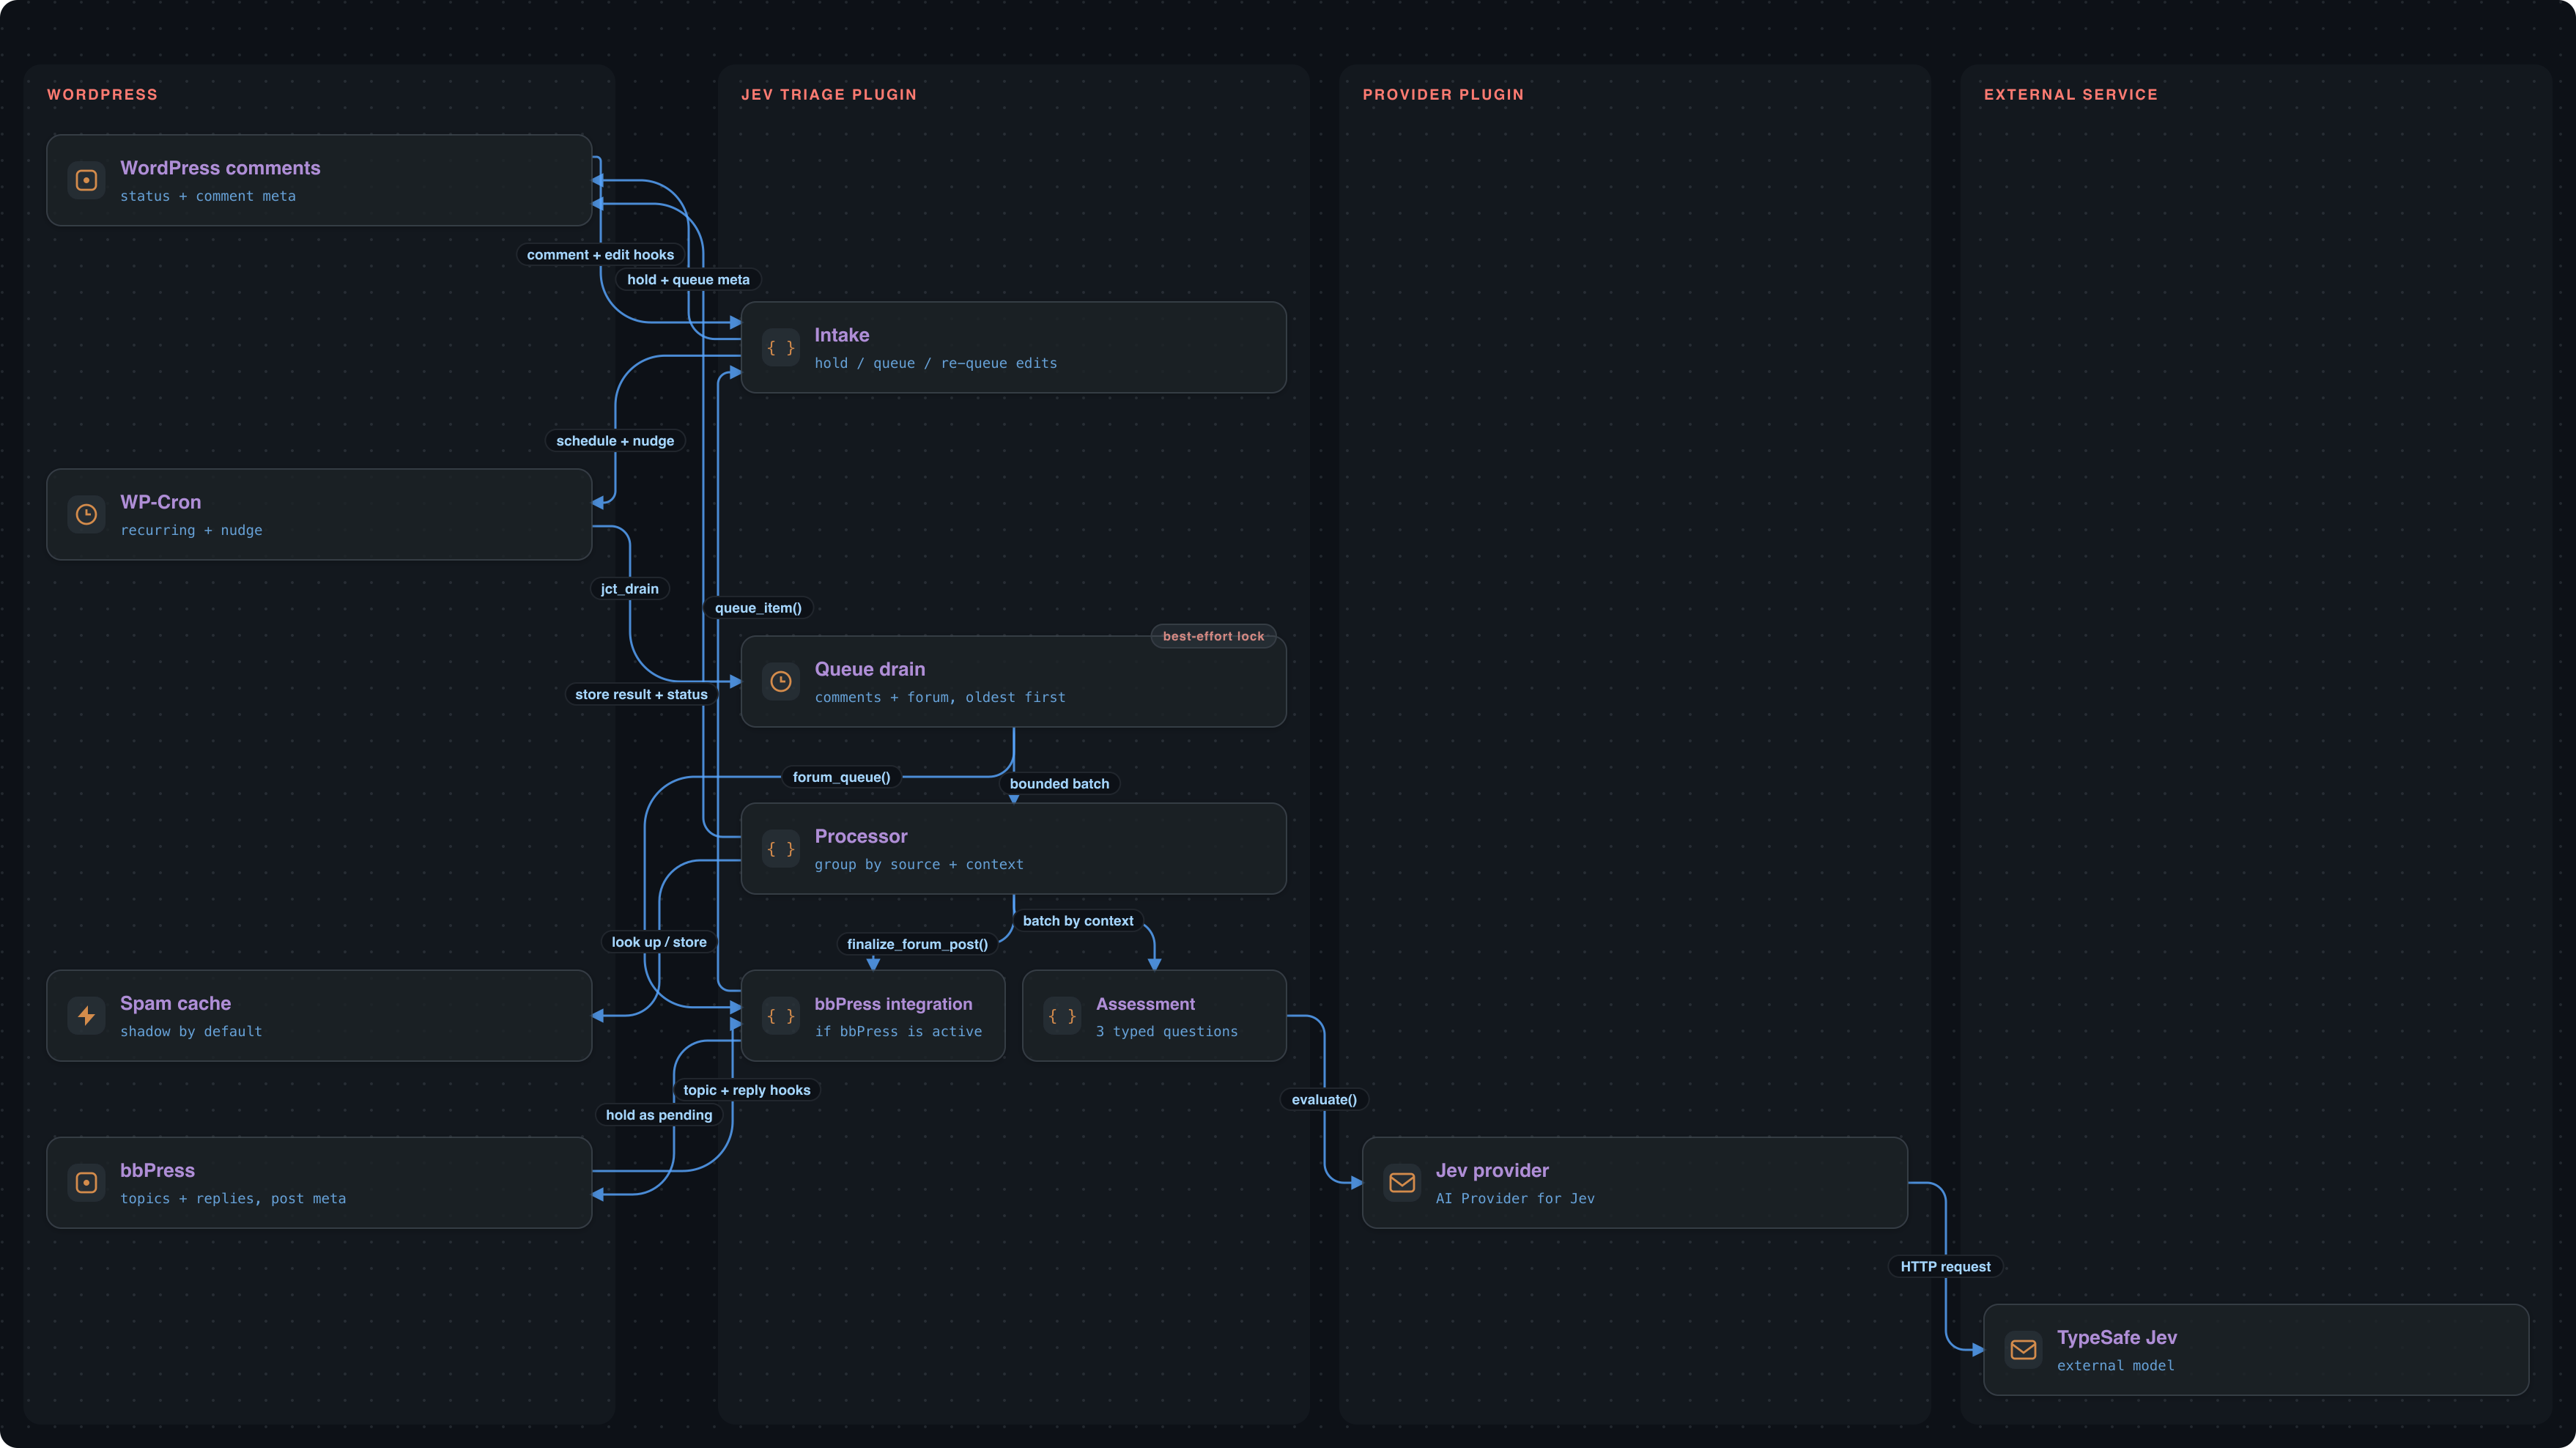 WORDPRESS
JEV TRIAGE PLUGIN
PROVIDER PLUGIN
EXTERNAL SERVICE
WordPress comments
status + comment meta
comment + edit hooks
hold + queue meta
Intake
{ }
hold / queue / re-queue edits
schedule + nudge
WP-Cron
recurring + nudge
jct_drain
queue_item()
best-effort lock
Queue drain
comments + forum, oldest first
store result + status
forum_queue()
bounded batch
Processor
{ }
group by source + context
batch by context
look up / store
finalize_forum_post()
Spam cache
shadow by default
bbPress integration
{ }
if bbPress is active
Assessment
{ }
3 typed questions
topic + reply hooks
hold as pending
evaluate()
bbPress
topics + replies, post meta
Jev provider
AI Provider for Jev
HTTP request
TypeSafe Jev
external model